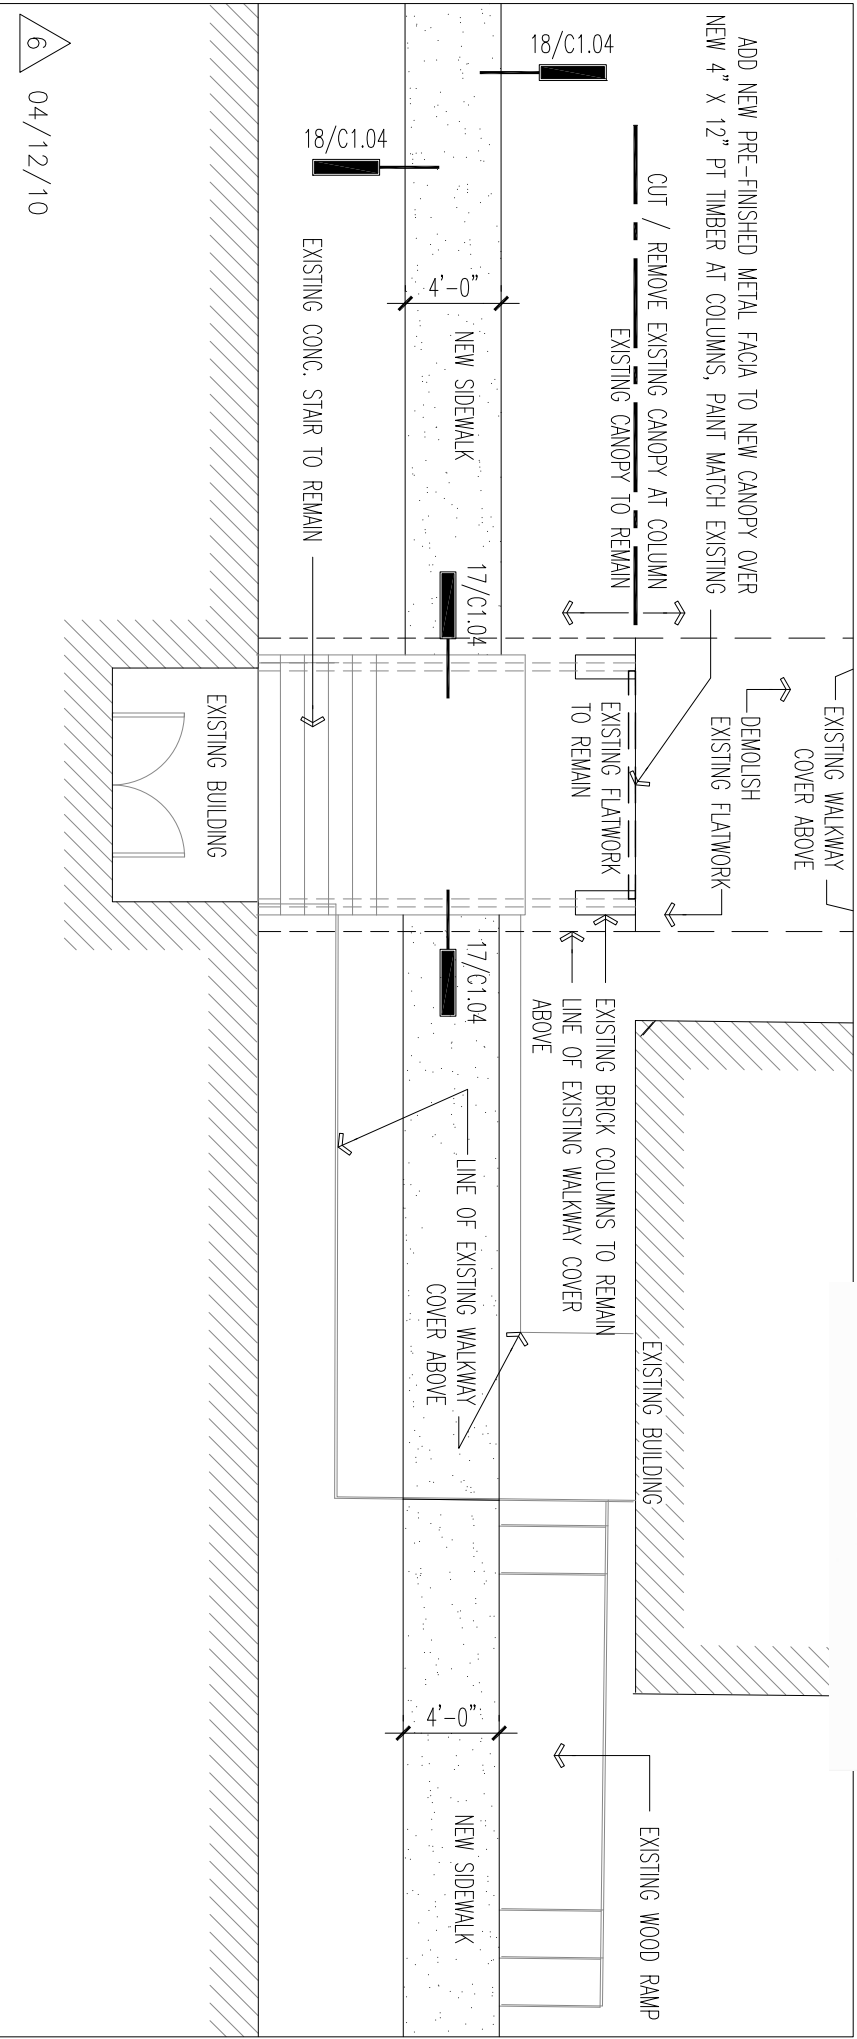 ADD NEW PRE-FINISHED METAL FACIA TO NEW CANOPY OVER
NEW 4" X 12" PT TIMBER AT COLUMNS, PAINT MATCH EXISTING
CUT / REMOVE EXISTING CANOPY AT COLUMN
EXISTING CANOPY TO REMAIN
18/C1.04
18/C1.04
4'-0"
NEW SIDEWALK
EXISTING CONC. STAIR TO REMAIN
6
04/12/10
17/C1.04
EXISTING WALKWAY
COVER ABOVE
DEMOLISH
EXISTING FLATWORK
EXISTING FLATWORK
TO REMAIN
EXISTING BUILDING
17/C1.04
EXISTING BRICK COLUMNS TO REMAIN
LINE OF EXISTING WALKWAY COVER
ABOVE
LINE OF EXISTING WALKWAY
COVER ABOVE
EXISTING BUILDING
4'-0"
NEW SIDEWALK
EXISTING WOOD RAMP